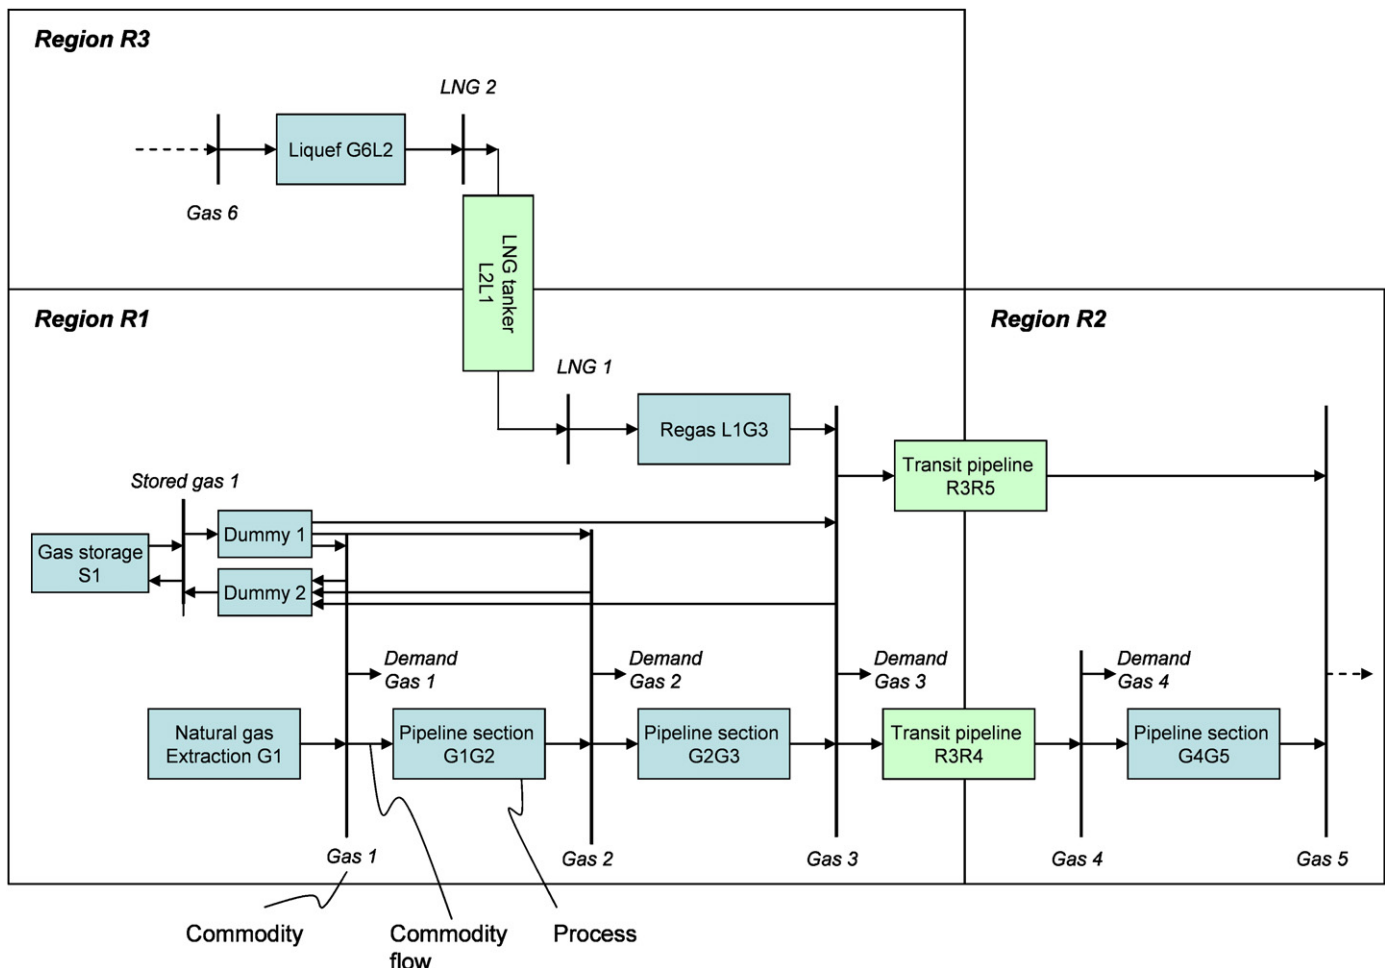 Region R3
LNG 2
Liquef G6L2
Gas 6
LNG tanker
L2L1
Region R1
Region R2
LNG 1
Regas L1G3
Transit pipeline
R3R5
Stored gas 1
Gas storage
S1
Dummy 1
Dummy 2
Demand
Gas 1
Demand
Gas 2
Demand
Gas 3
Demand
Gas 4
Natural gas
Extraction G1
Pipeline section
G1G2
Pipeline section
G2G3
Transit pipeline
R3R4
Pipeline section
G4G5
Gas 1
Gas 2
Gas 3
Gas 4
Gas 5
Commodity
Commodity
flow
Process